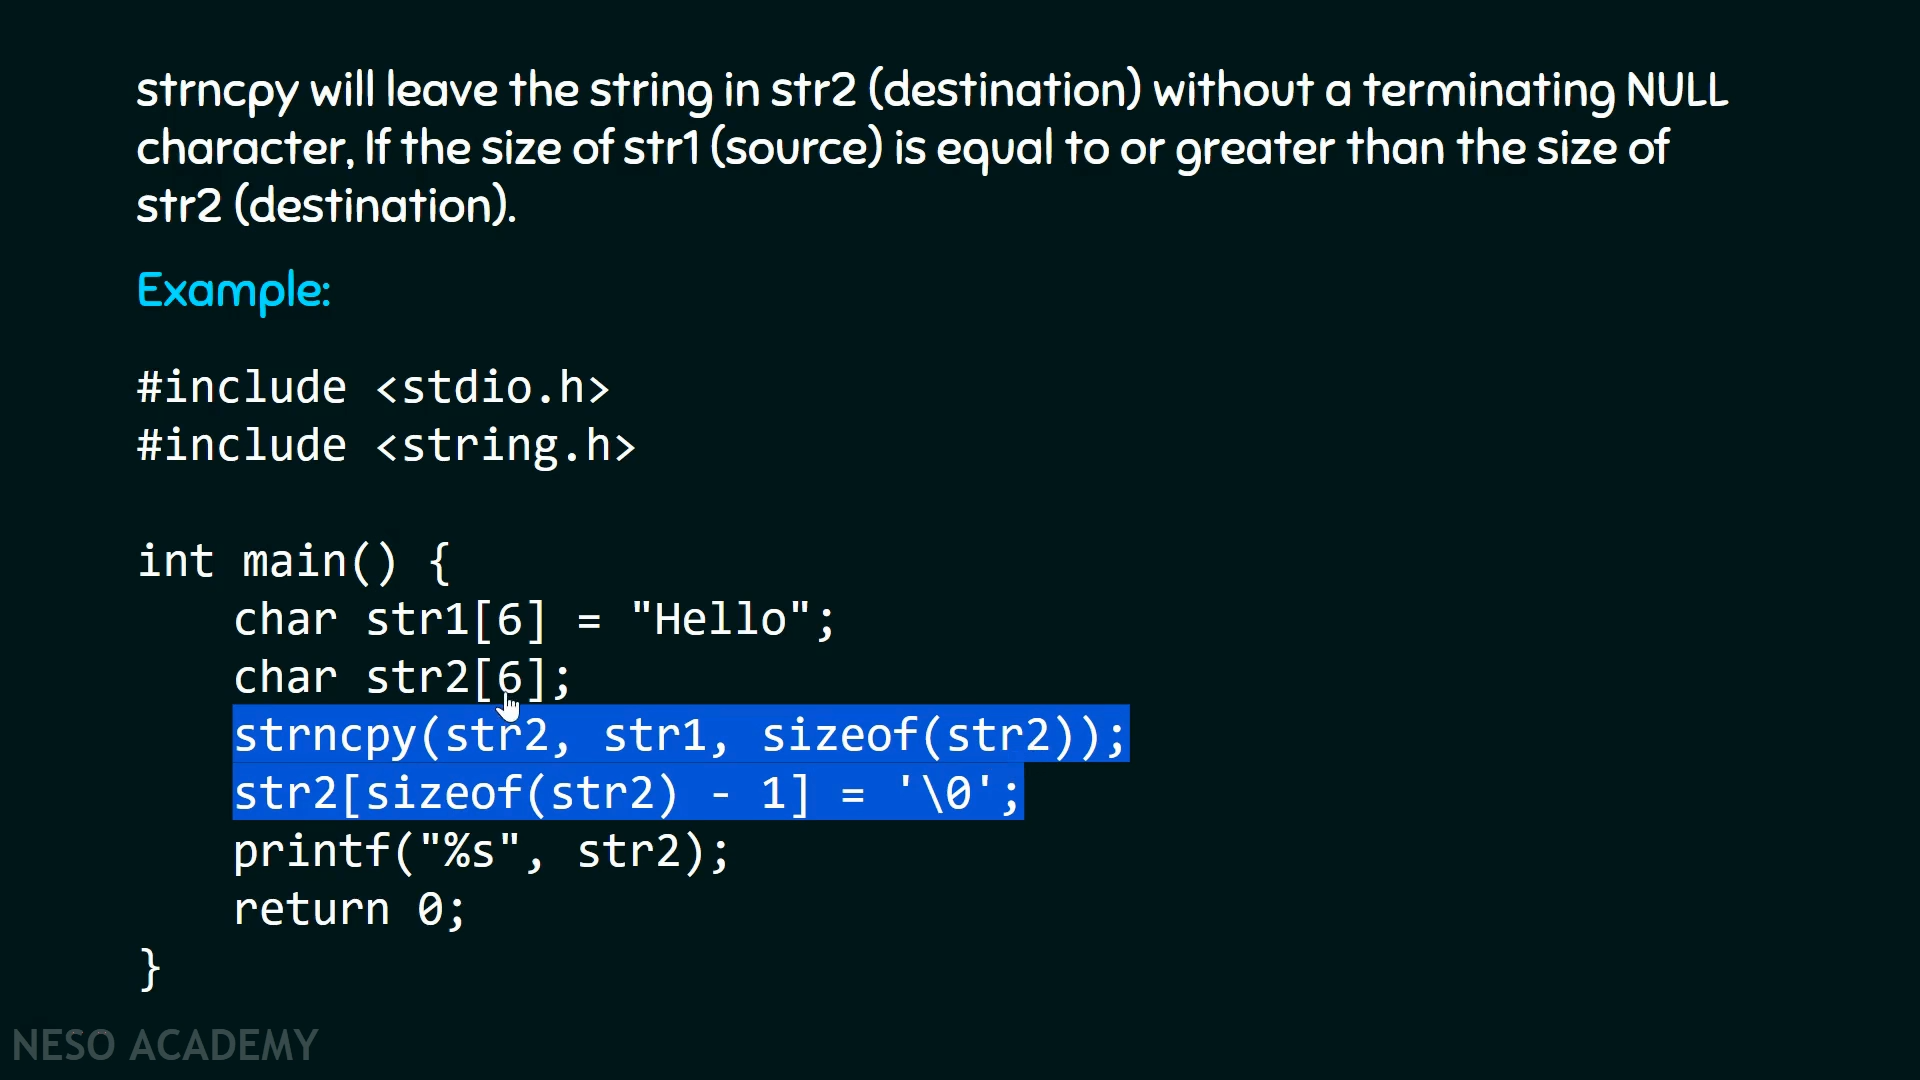 strncpy will leave the string in str2 (destination) without a terminating NULL
character, If the size of str1 (source) is equal to or greater than the size of
str2 (destination).
Example:
#include <stdio.h>
#include <string.h>
int main() {
char str1[6] = "Hello";
char str2[6];
strncpy(str2, str1, sizeof(str2));
str2[sizeof(str2) - 1] = '\0';
printf("%s", str2);
return 0;
}
NESO ACADEMY